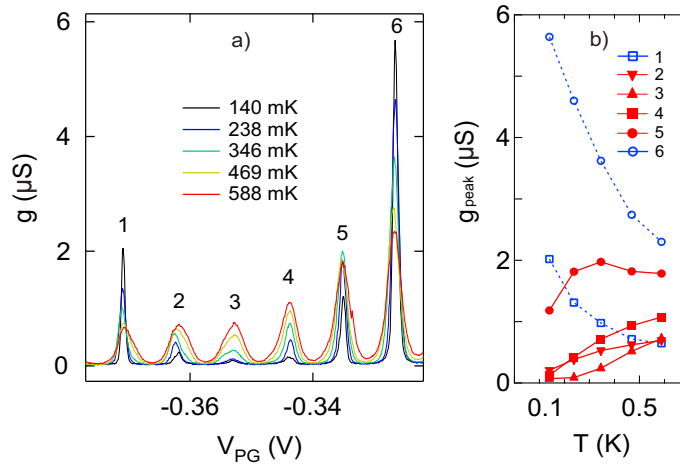 a)
6
4
2
0
g (μS)
140 mK
238 mK
346 mK
469 mK
588 mK
1
2
3
4
5
6
-0.36
-0.34
V_PG (V)
b)
1
2
3
4
5
6
6
4
2
0
g_peak (μS)
0.1
0.5
T (K)